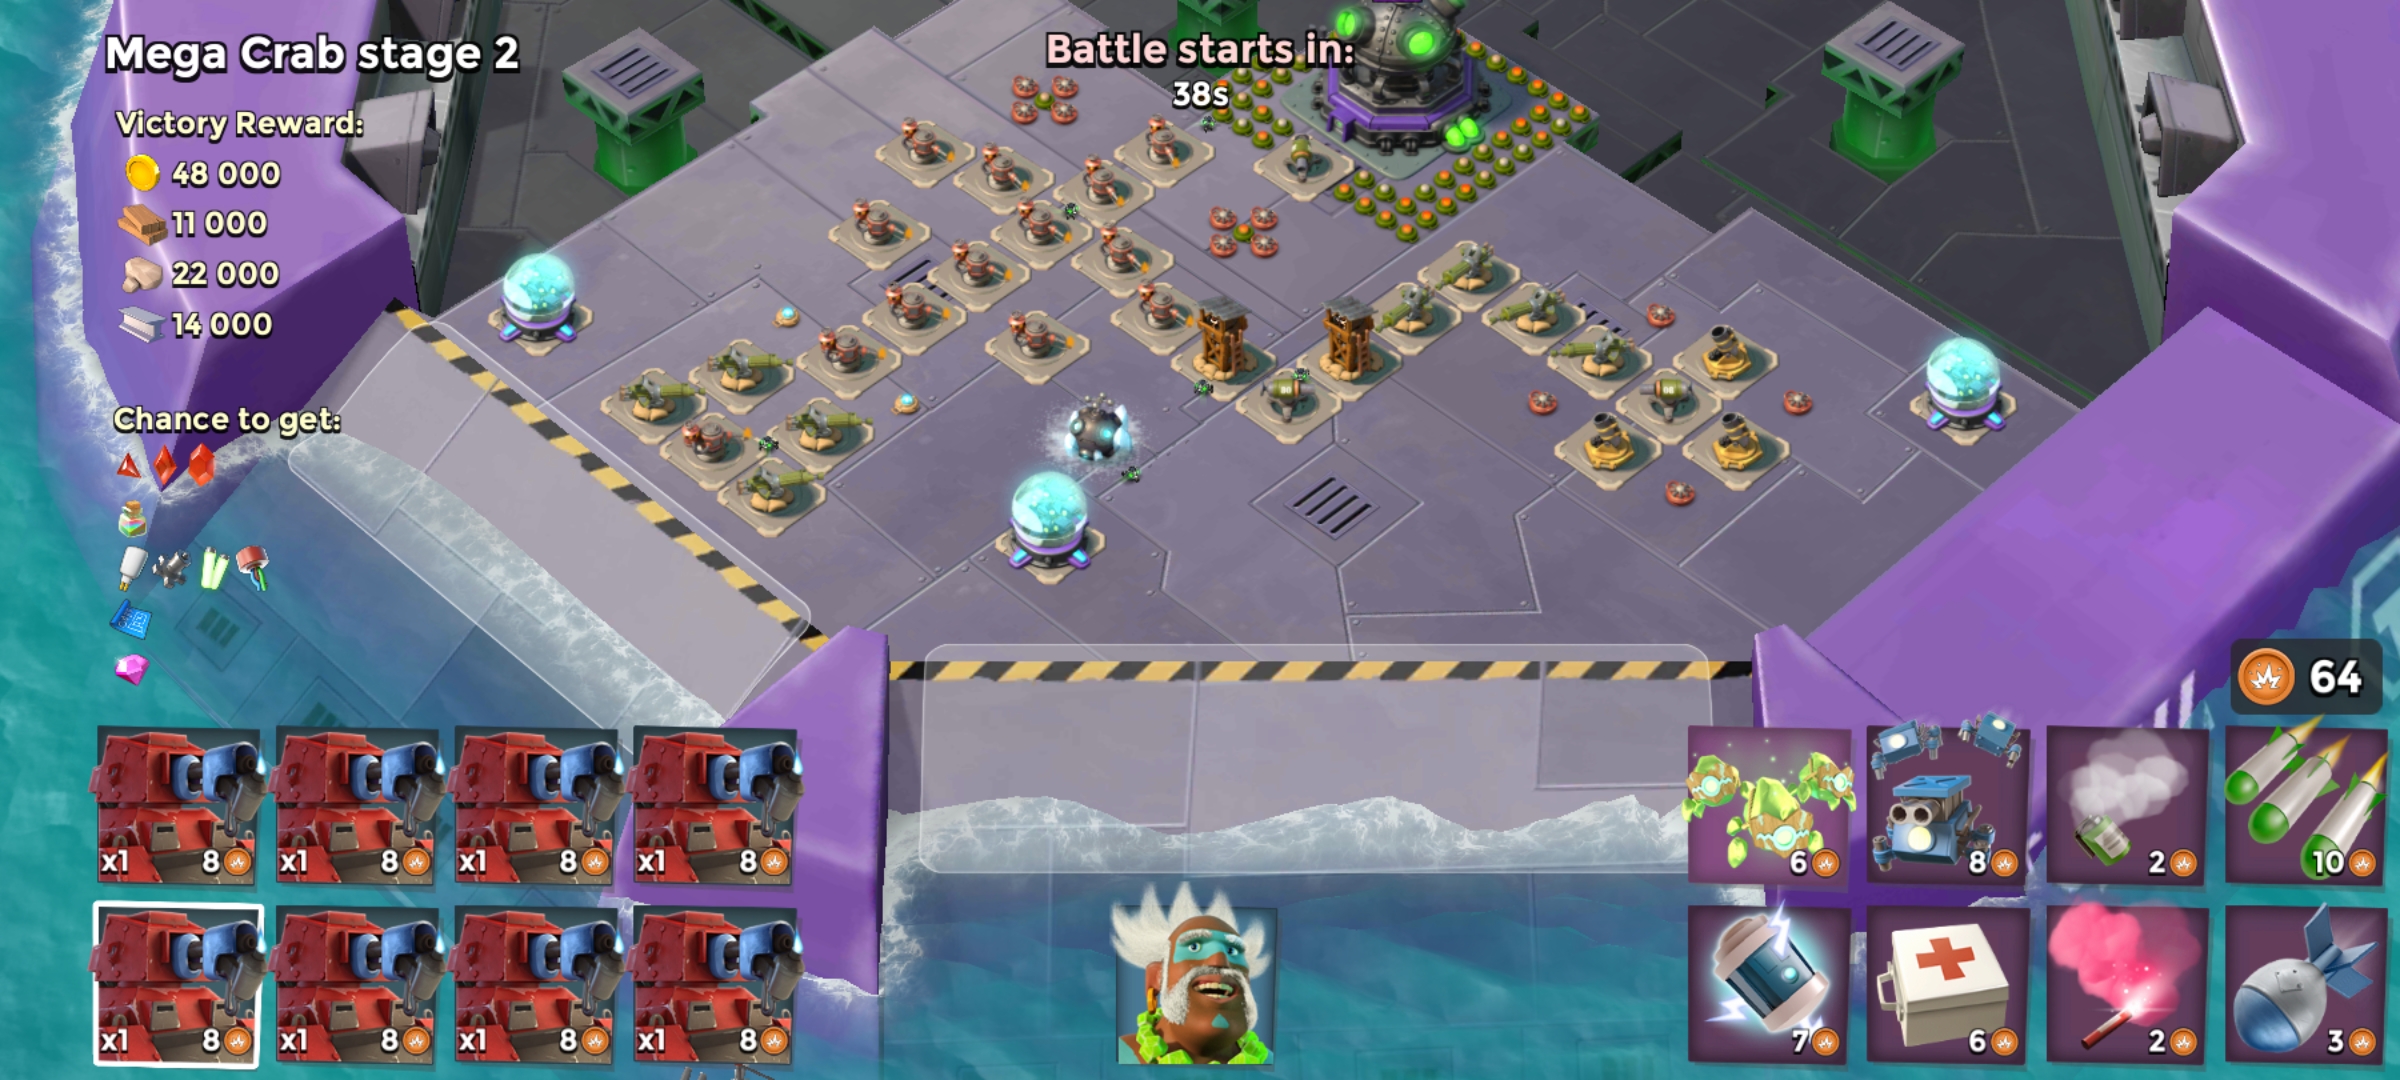 Mega Crab stage 2
Battle starts in:
38s
Victory Reward:
48 000
11 000
22 000
14 000
Chance to get:
64
x1 8
x1 8
x1 8
x1 8
6
8
2
10
x1 8
x1 8
x1 8
x1 8
7
6
2
3